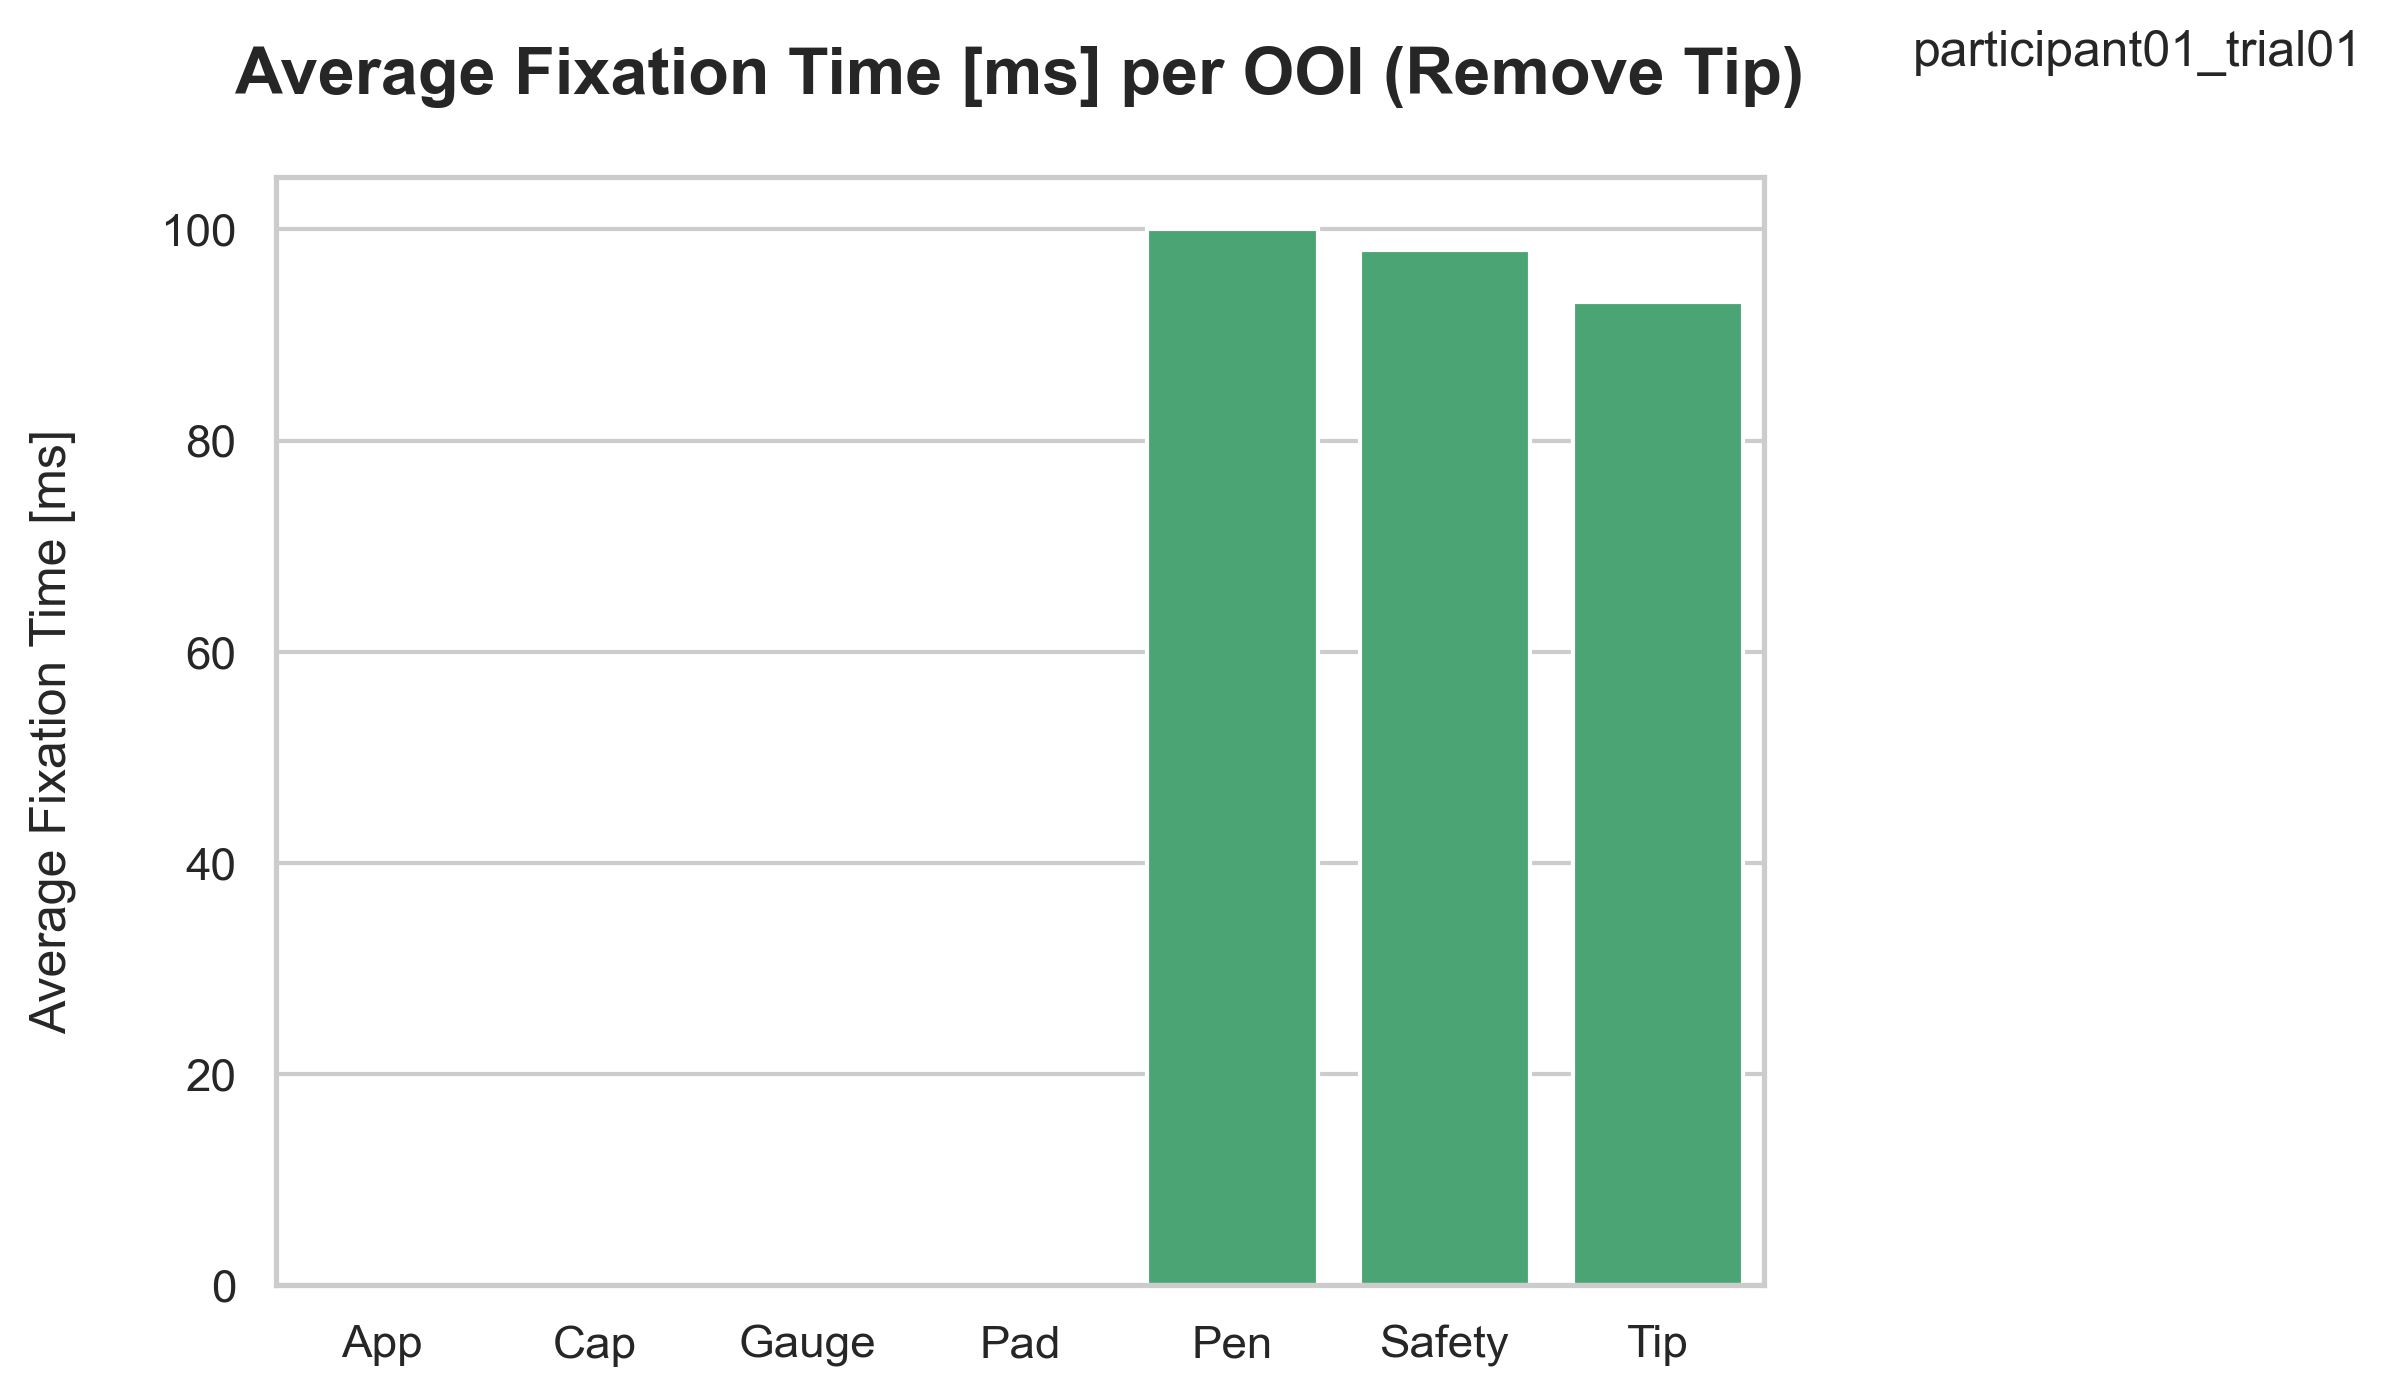 Average Fixation Time [ms] per OOI (Remove Tip)
participant01_trial01
Average Fixation Time [ms]
100
80
60
40
20
0
App Cap Gauge Pad Pen Safety Tip